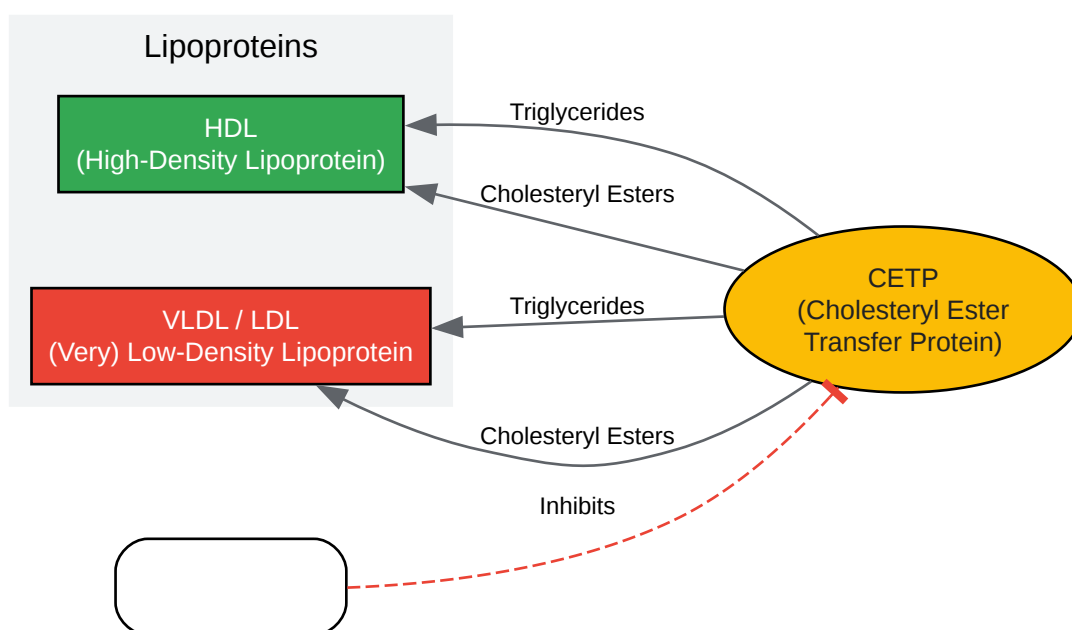 Lipoproteins
HDL
(High-Density Lipoprotein)
Triglycerides
Cholesteryl Esters
VLDL / LDL
(Very) Low-Density Lipoprotein
Triglycerides
CETP
(Cholesteryl Ester
Transfer Protein)
Cholesteryl Esters
Inhibits